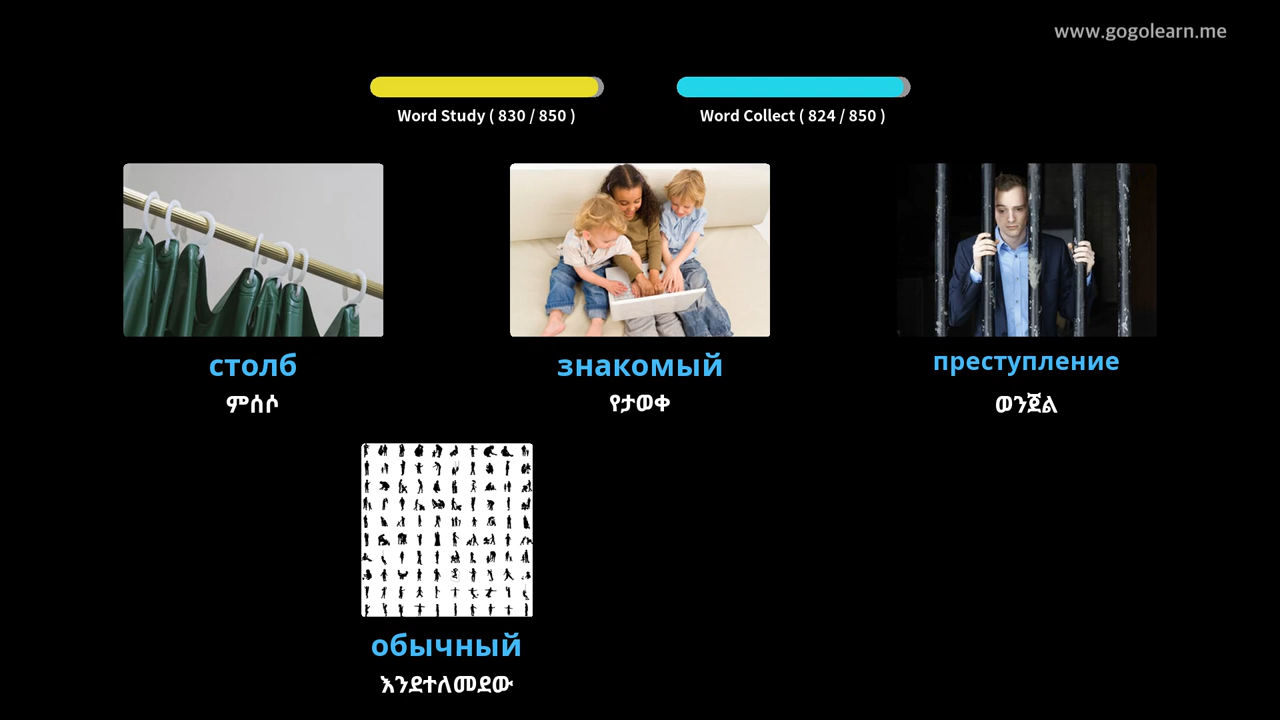 www.gogolearn.me
Word Study ( 830 / 850 )
Word Collect ( 824 / 850 )
столб
знакомый
преступление
ምሰሶ
የታወቀ
ወንጀል
обычный
እንደተለመደው